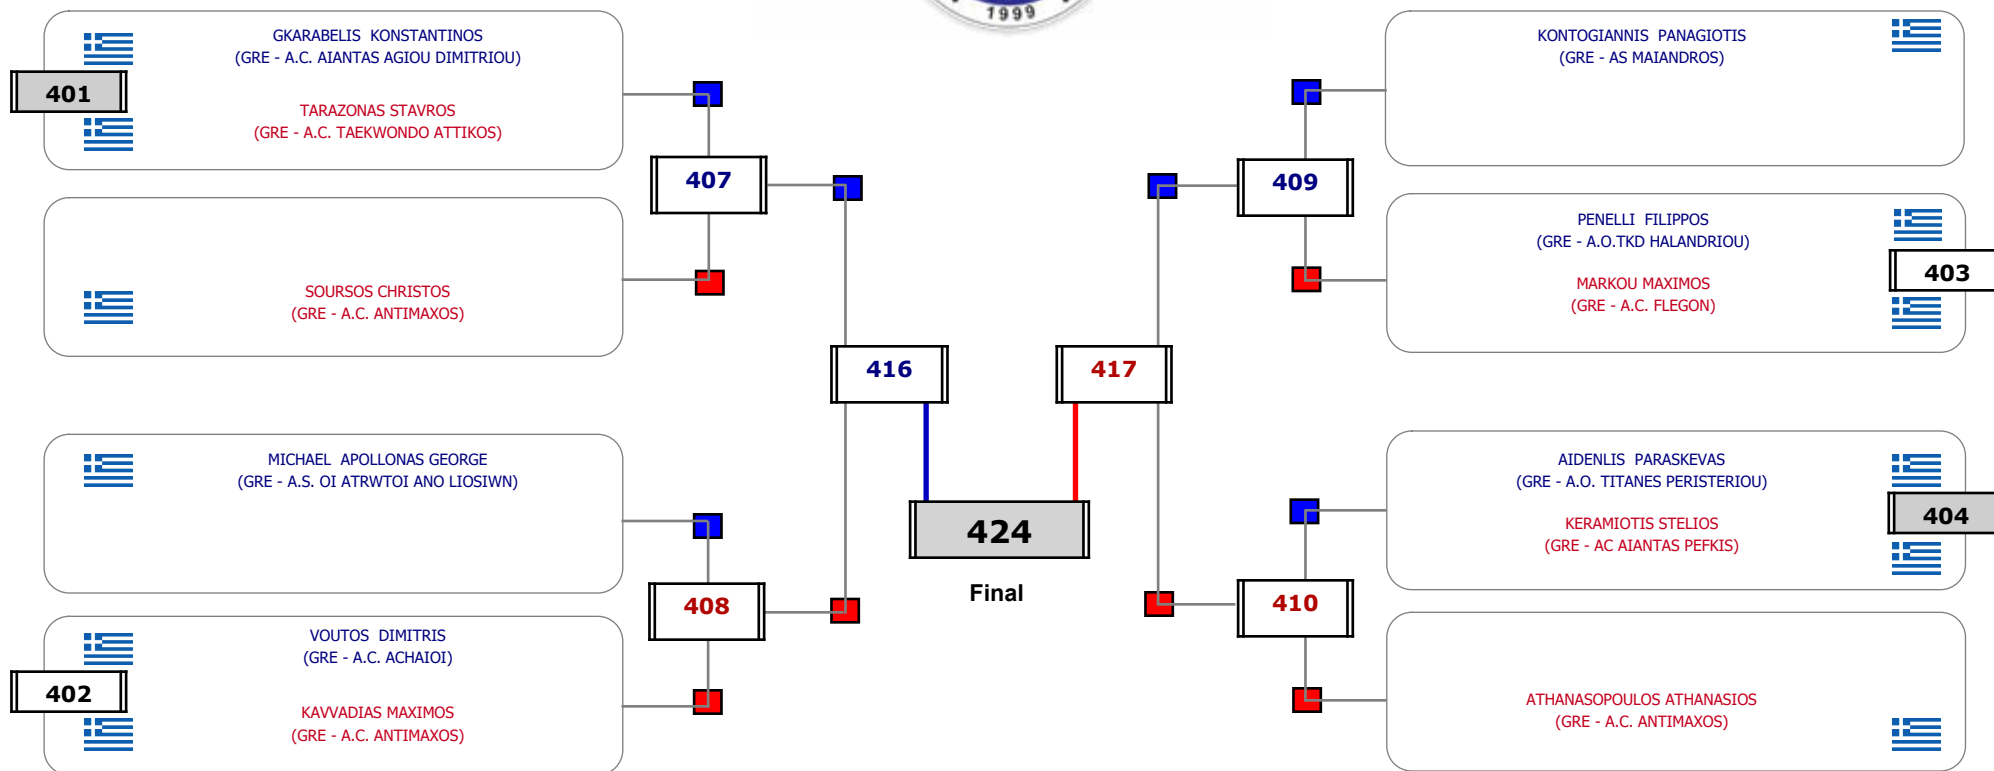 1999
GKARABELIS KONSTANTINOS
(GRE - A.C. AIANTAS AGIOU DIMITRIOU)
401
TARAZONAS STAVROS
(GRE - A.C. TAEKWONDO ATTIKOS)
407
SOURSOS CHRISTOS
(GRE - A.C. ANTIMAXOS)
416
MICHAEL APOLLONAS GEORGE
(GRE - A.S. OI ATRWTOI ANO LIOSIWN)
408
VOUTOS DIMITRIS
(GRE - A.C. ACHAIOI)
402
KAVVADIAS MAXIMOS
(GRE - A.C. ANTIMAXOS)
424
Final
KONTOGIANNIS PANAGIOTIS
(GRE - AS MAIANDROS)
409
PENELLI FILIPPOS
(GRE - A.O.TKD HALANDRIOU)
403
MARKOU MAXIMOS
(GRE - A.C. FLEGON)
417
AIDENLIS PARASKEVAS
(GRE - A.O. TITANES PERISTERIOU)
404
KERAMIOTIS STELIOS
(GRE - AC AIANTAS PEFKIS)
410
ATHANASOPOULOS ATHANASIOS
(GRE - A.C. ANTIMAXOS)